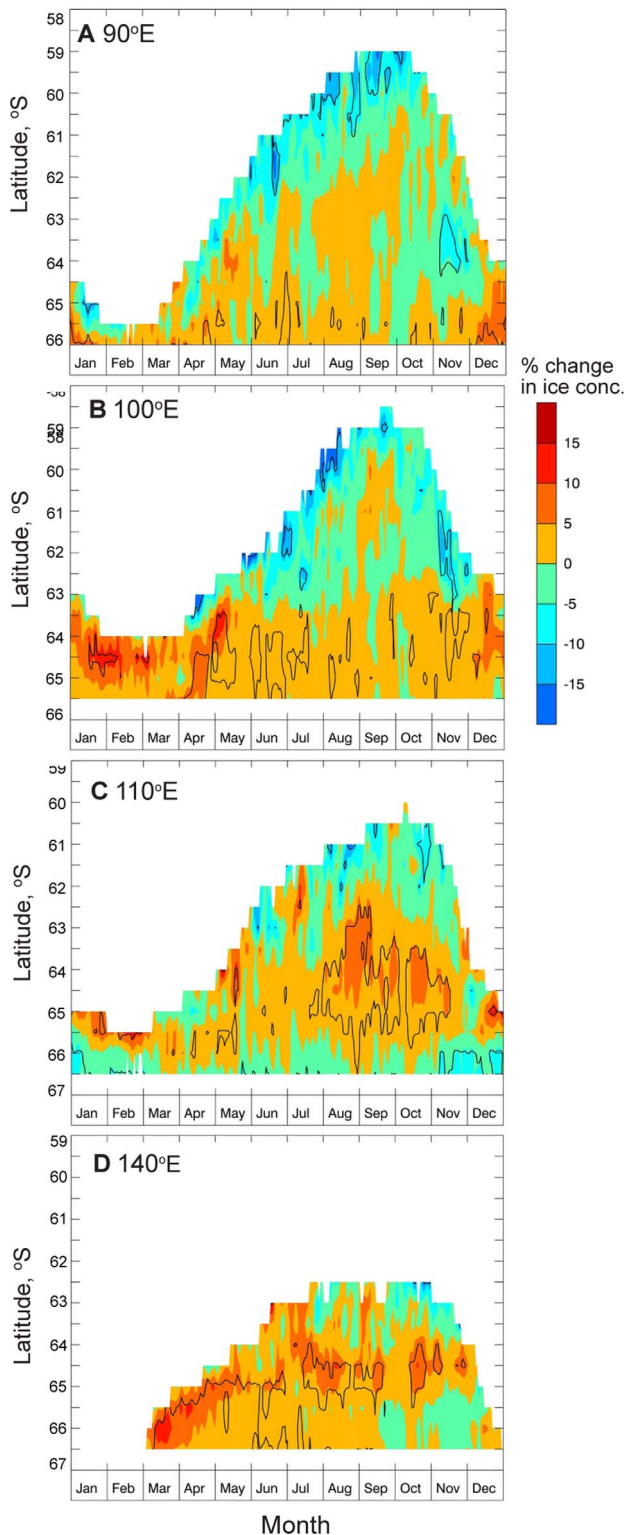 58
A 90°E
59
60
61
62
63
64
65
66
Latitude, °S
Jan Feb Mar Apr May Jun Jul Aug Sep Oct Nov Dec
% change
in ice conc.
15
10
5
0
-5
-10
-15
B 100°E
59
60
61
62
63
64
65
66
Latitude, °S
Jan Feb Mar Apr May Jun Jul Aug Sep Oct Nov Dec
59
C 110°E
60
61
62
63
64
65
66
67
Latitude, °S
Jan Feb Mar Apr May Jun Jul Aug Sep Oct Nov Dec
59
D 140°E
60
61
62
63
64
65
66
67
Latitude, °S
Jan Feb Mar Apr May Jun Jul Aug Sep Oct Nov Dec
Month